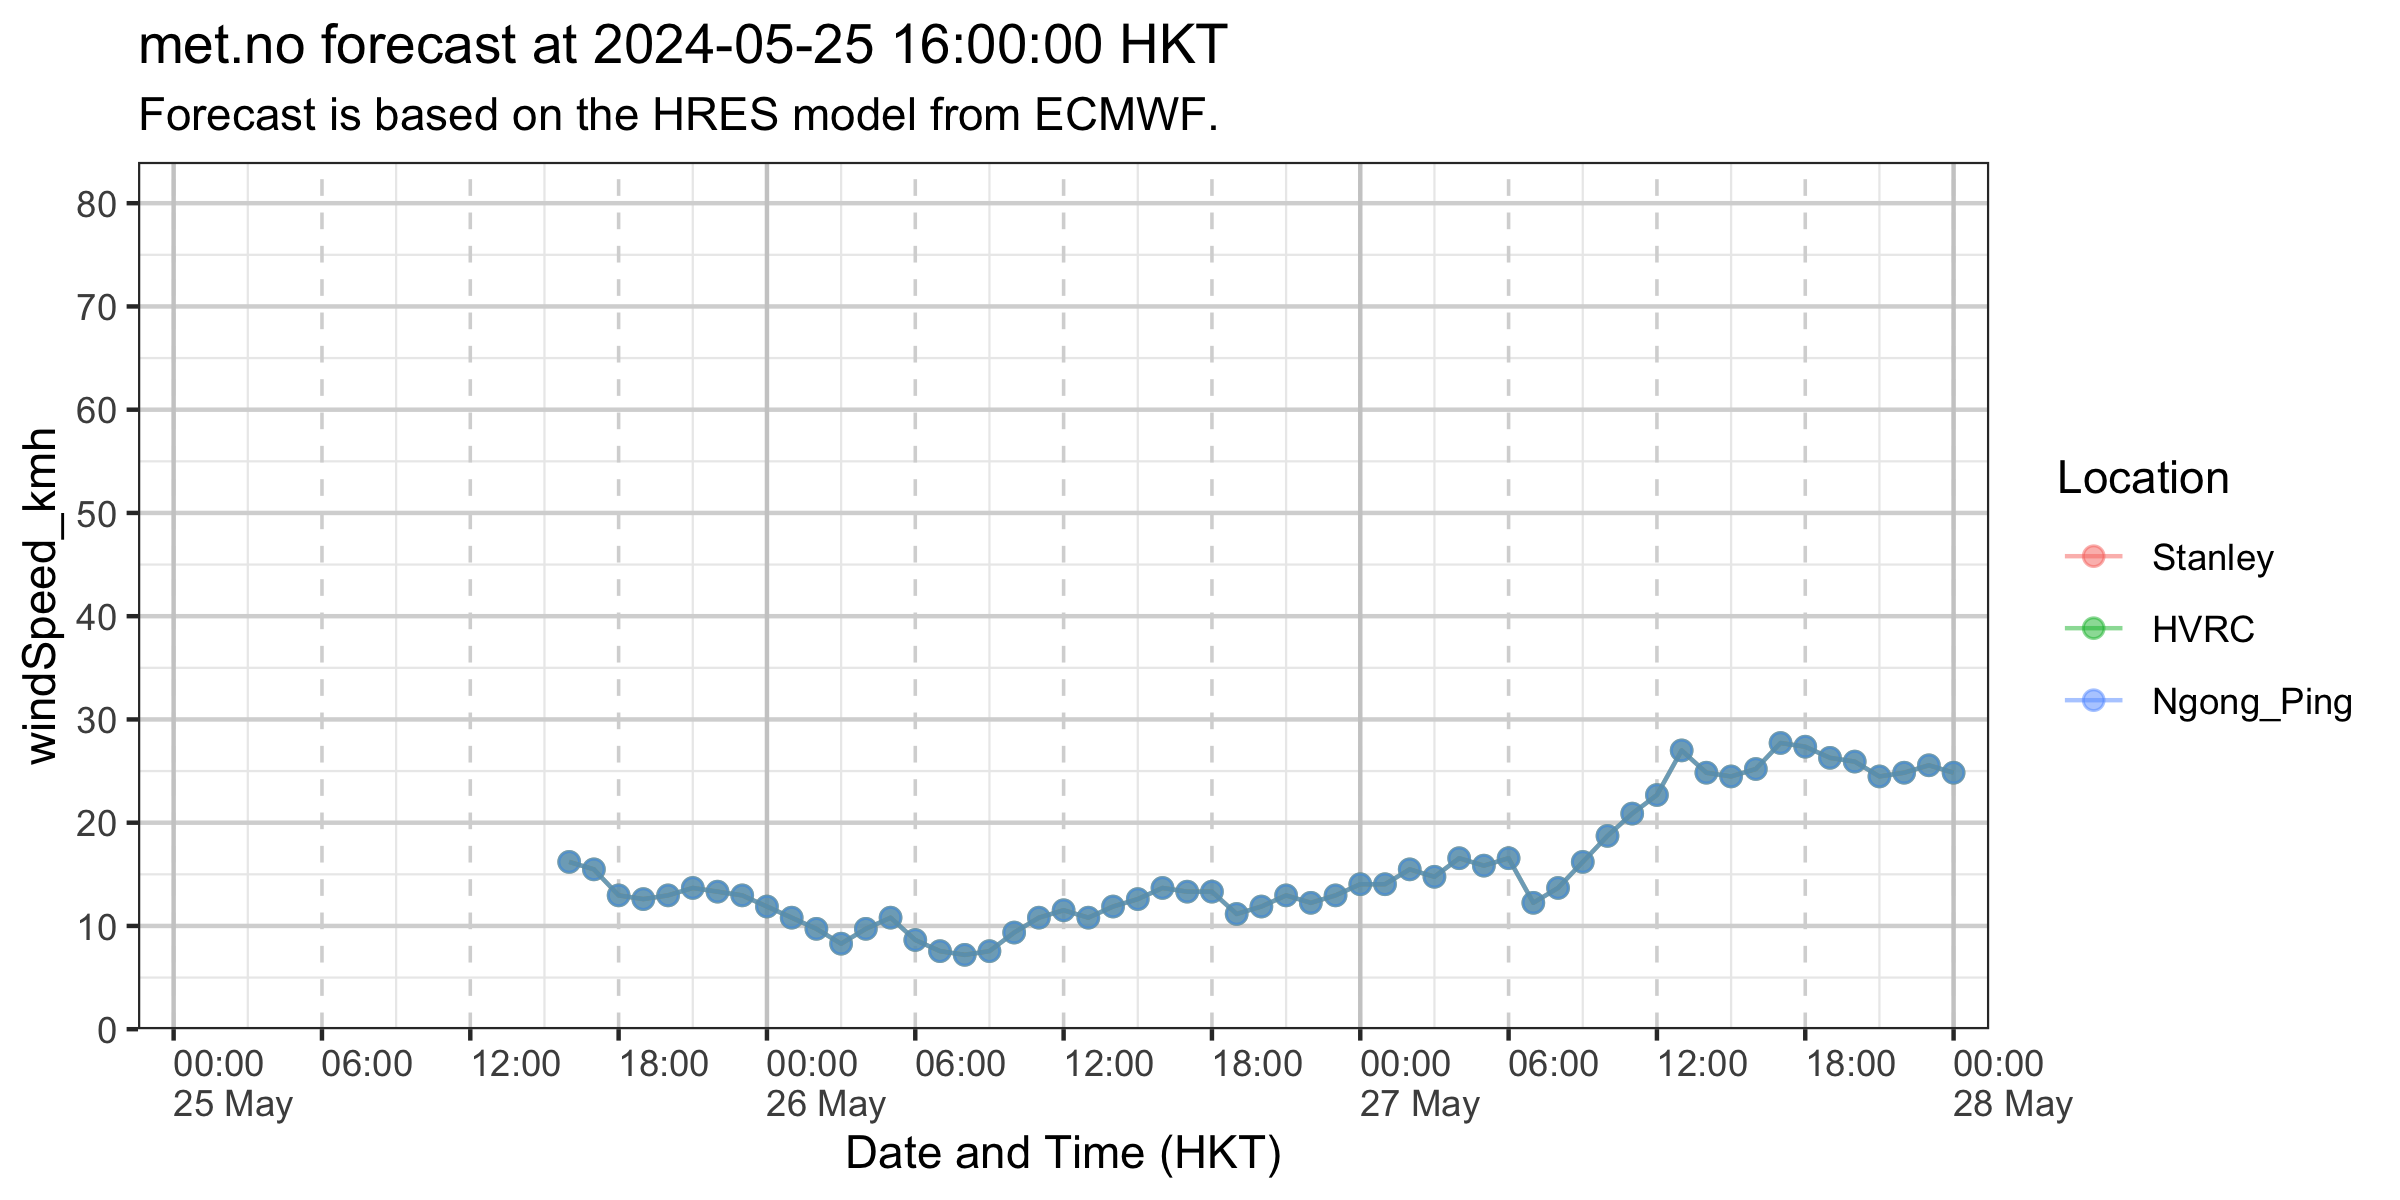 met.no forecast at 2024-05-25 16:00:00 HKT
Forecast is based on the HRES model from ECMWF.
windSpeed_kmh
80
70
60
50
40
30
20
10
0
00:00 06:00 12:00 18:00 00:00 06:00 12:00 18:00 00:00 06:00 12:00 18:00 00:00
25 May 26 May 27 May 28 May
Date and Time (HKT)
Location
Stanley
HVRC
Ngong_Ping